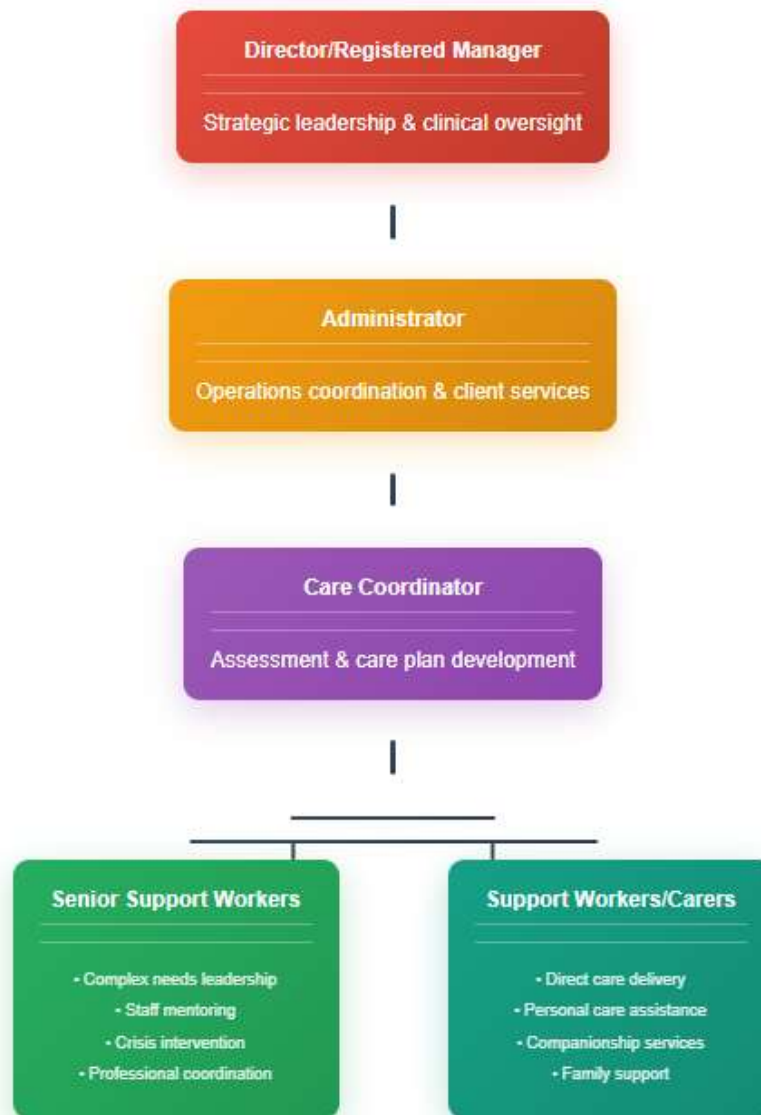 Director/Registered Manager
Strategic leadership & clinical oversight
Administrator
Operations coordination & client services
Care Coordinator
Assessment & care plan development
Senior Support Workers
• Complex needs leadership
• Staff mentoring
• Crisis intervention
• Professional coordination
Support Workers/Carers
• Direct care delivery
• Personal care assistance
• Companionship services
• Family support